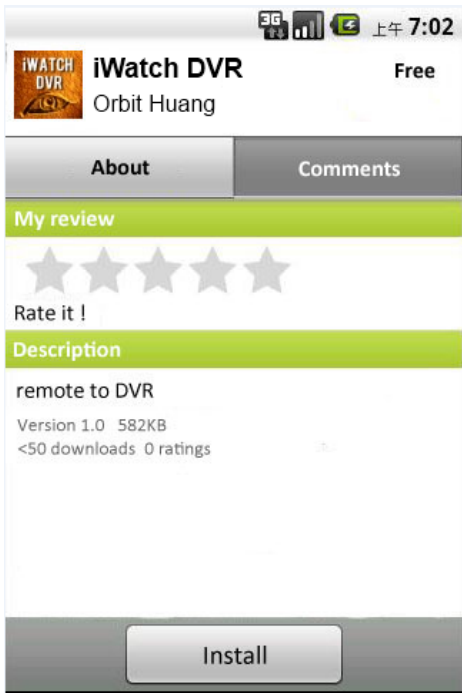 3G 上午 7:02
iWATCH
DVR
iWatch DVR Free
Orbit Huang
About Comments
My review
Rate it !
Description
remote to DVR
Version 1.0 582KB
<50 downloads 0 ratings
Install